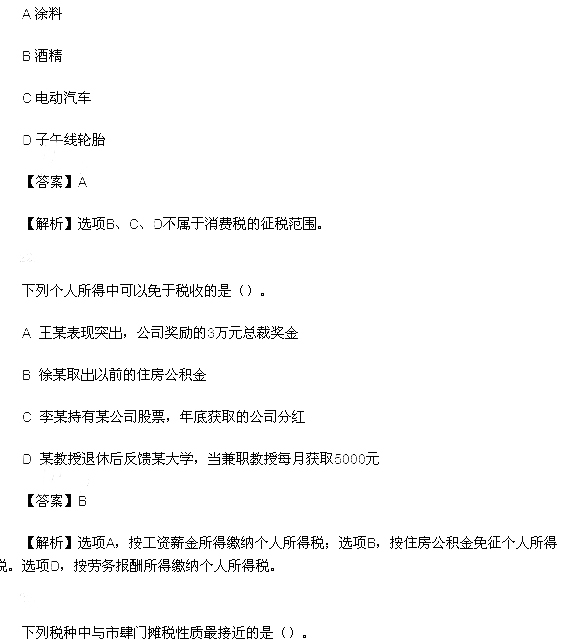 A 涂料
B 酒精
C 电动汽车
D 子午线轮胎
【答案】A
【解析】选项B、C、D不属于消费税的征税范围。
下列个人所得中可以免于税收的是（）。
A 王某表现突出，公司奖励的3万元总裁奖金
B 徐某取出以前的住房公积金
C 李某持有某公司股票，年底获取的公司分红
D 某教授退休后反馈某大学，当兼职教授每月获取5000元
【答案】B
【解析】选项A，按工资薪金所得缴纳个人所得税；选项B，按住房公积金免征个人所得
税。选项D，按劳务报酬所得缴纳个人所得税。
下列税种中与市肆门摊税性质最接近的是（）。